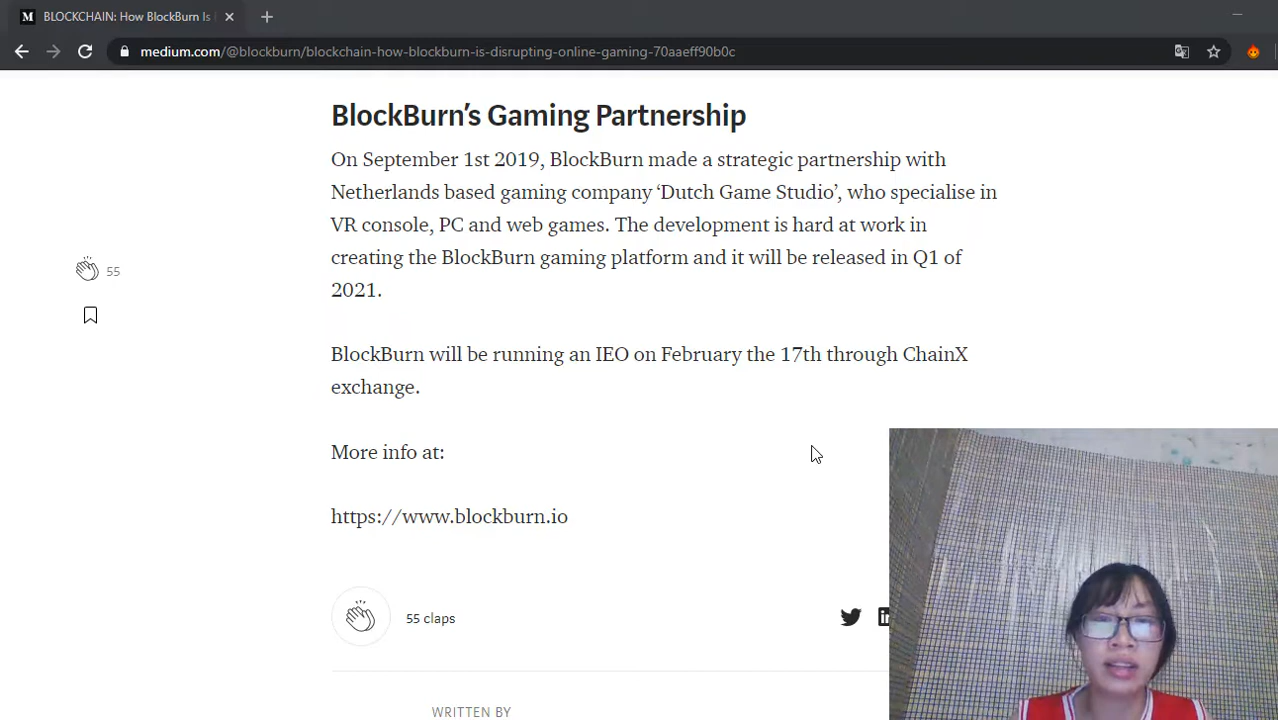 BLOCKCHAIN: How BlockBurn Is
medium.com/@blockburn/blockchain-how-blockburn-is-disrupting-online-gaming-70aaeff90b0c
BlockBurn’s Gaming Partnership
On September 1st 2019, BlockBurn made a strategic partnership with
Netherlands based gaming company ‘Dutch Game Studio’, who specialise in
VR console, PC and web games. The development is hard at work in
creating the BlockBurn gaming platform and it will be released in Q1 of
2021.
55
BlockBurn will be running an IEO on February the 17th through ChainX
exchange.
More info at:
https://www.blockburn.io
55 claps
WRITTEN BY